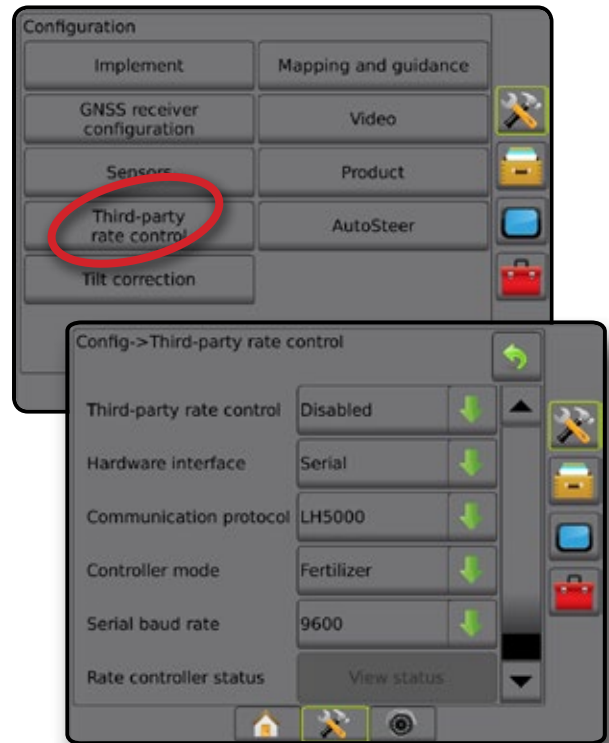 Configuration
Implement
Mapping and guidance
GNSS receiver
configuration
Video
Sensors
Product
Third-party
rate control
AutoSteer
Tilt correction
Config->Third-party rate control
Third-party rate control Disabled
Hardware interface Serial
Communication protocol LH5000
Controller mode Fertilizer
Serial baud rate 9600
Rate controller status View status